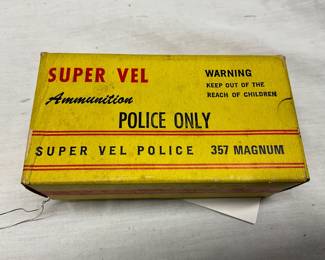 SUPER VEL
Ammunition
WARNING
KEEP OUT OF THE
REACH OF CHILDREN
POLICE ONLY
SUPER VEL POLICE 357 MAGNUM